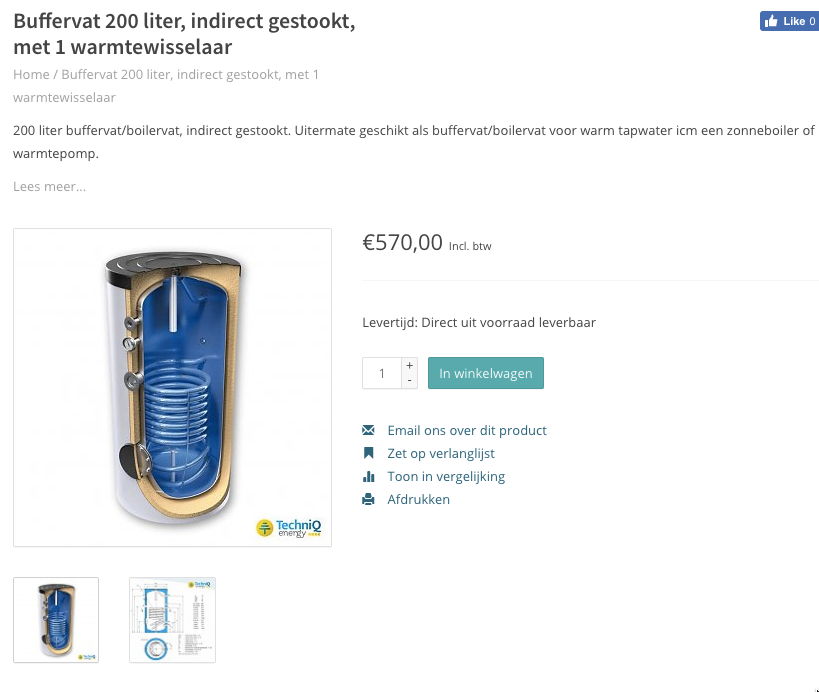 Buffervat 200 liter, indirect gestookt,
met 1 warmtewisselaar
Like 0
Home / Buffervat 200 liter, indirect gestookt, met 1
warmtewisselaar
200 liter buffervat/boilervat, indirect gestookt. Uitermate geschikt als buffervat/boilervat voor warm tapwater icm een zonneboiler of
warmtepomp.
Lees meer...
€570,00 Incl. btw
Levertijd: Direct uit voorraad leverbaar
1 + -
In winkelwagen
Email ons over dit product
Zet op verlanglijst
Toon in vergelijking
Afdrukken
TechniQ
energy